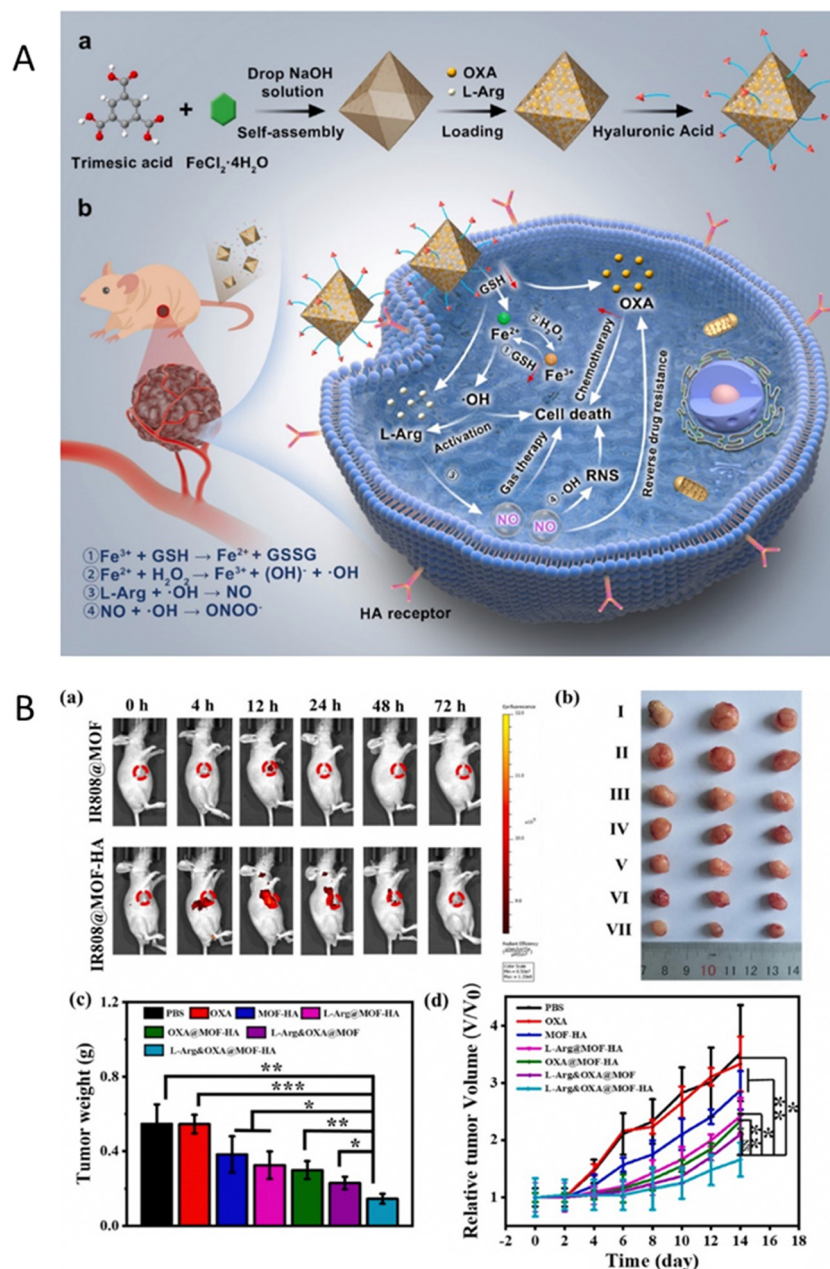 A
a
Drop NaOH
solution
Self-assembly
OXA
L-Arg
Loading
Hyaluronic Acid
+
Trimesic acid
FeCl₂·4H₂O
b
GSH
OXA
Fe²⁺
②H₂O₂
①GSH
Fe³⁺
Chemotherapy
Reverse drug resistance
·OH
Cell death
L-Arg
Activation
③
Gas therapy
④ ·OH
RNS
NO
NO
①Fe³⁺ + GSH → Fe²⁺ + GSSG
②Fe²⁺ + H₂O₂ → Fe³⁺ + (OH)⁻ + ·OH
③L-Arg + ·OH → NO
④NO + ·OH → ONOO⁻
HA receptor
B
(a)
0 h 4 h 12 h 24 h 48 h 72 h
IR808@MOF
IR808@MOF-HA
(b)
I
II
III
IV
V
VI
VII
7 8 9 10 11 12 13 14
(c)
Tumor weight (g)
1.2
0.8
0.4
0.0
PBS OXA MOF-HA L-Arg@MOF-HA
OXA@MOF-HA L-Arg&OXA@MOF
L-Arg&OXA@MOF-HA
**
***
*
**
*
(d)
Relative tumor Volume (V/V₀)
4
3
2
1
PBS
OXA
MOF-HA
L-Arg@MOF-HA
OXA@MOF-HA
L-Arg&OXA@MOF
L-Arg&OXA@MOF-HA
-2 0 2 4 6 8 10 12 14 16 18
Time (day)